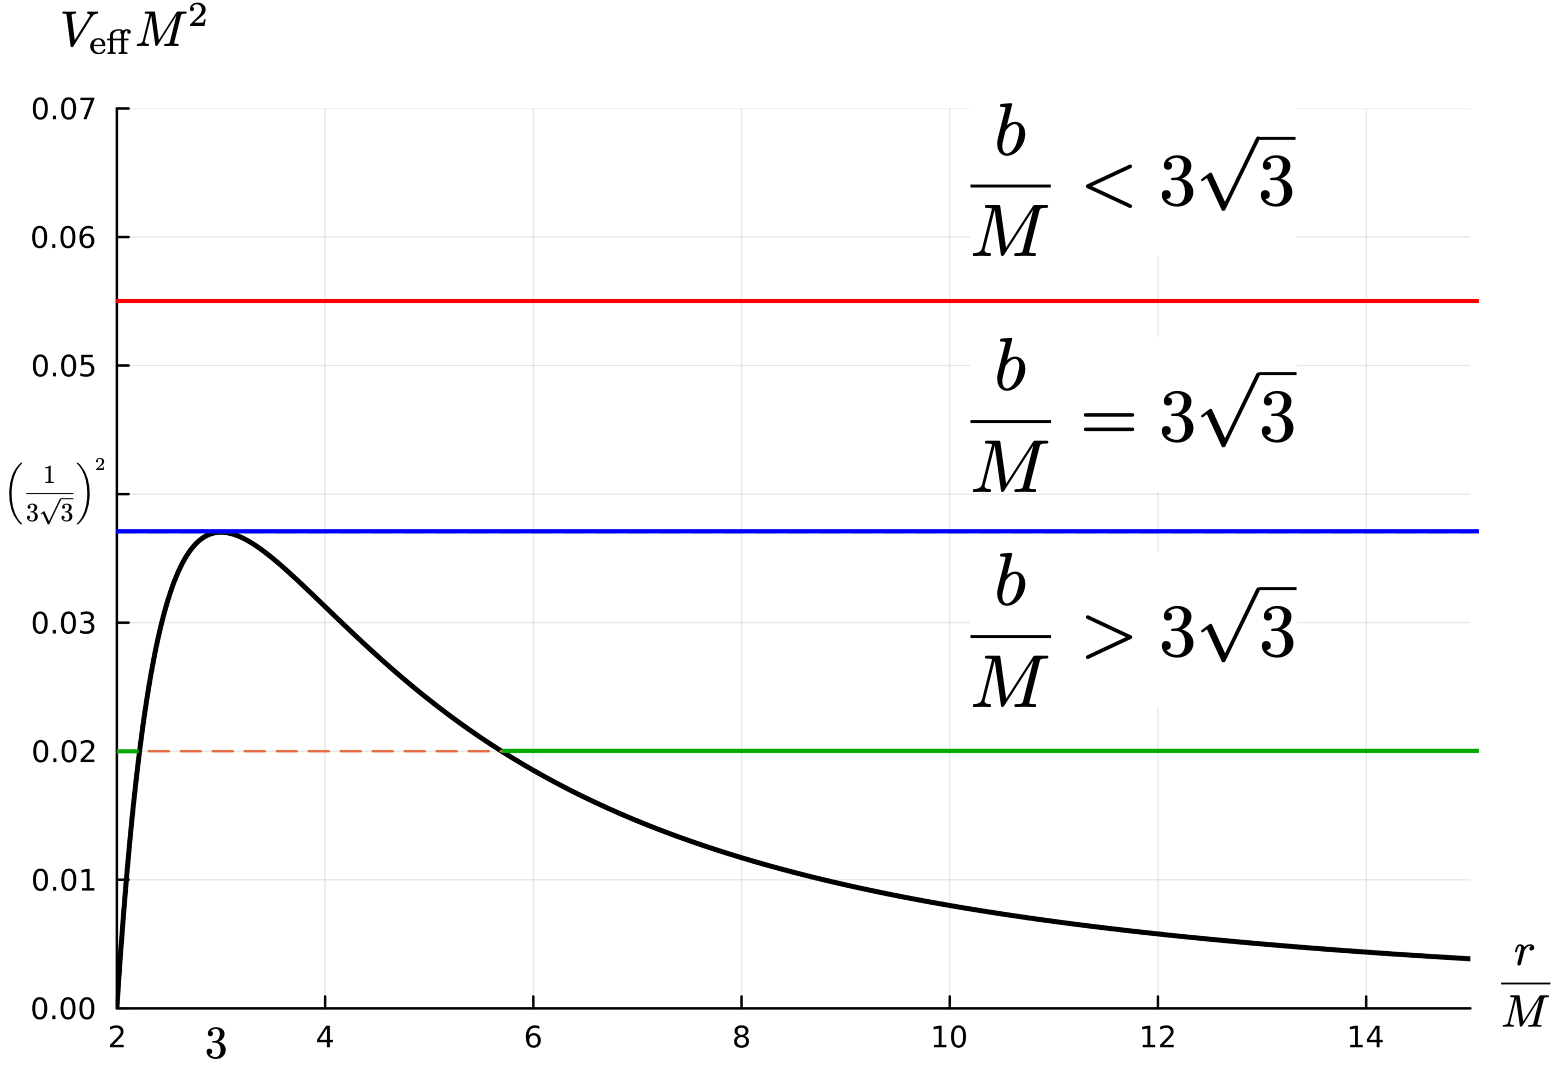 V_eff M²
0.07
b/M < 3√3
0.06
0.05
b/M = 3√3
(1/(3√3))²
b/M > 3√3
0.03
0.02
0.01
r/M
0.00
2 3 4 6 8 10 12 14